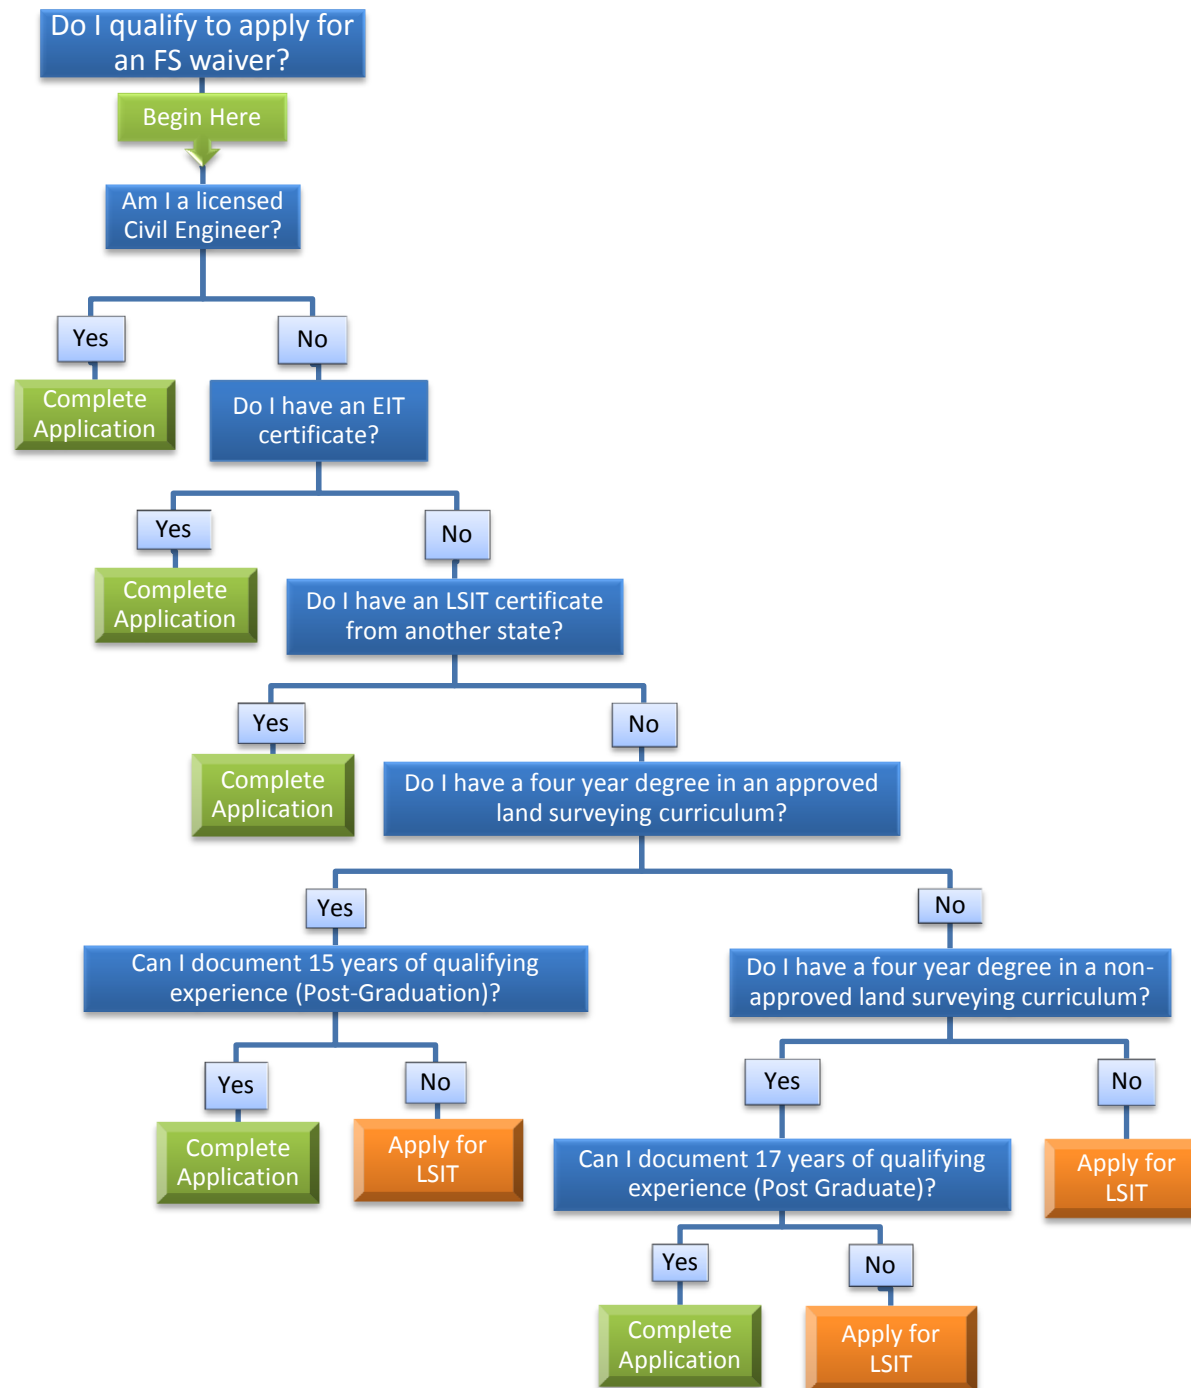 Do I qualify to apply for
an FS waiver?
Begin Here
Am I a licensed
Civil Engineer?
Yes
No
Complete
Application
Do I have an EIT
certificate?
Yes
No
Complete
Application
Do I have an LSIT certificate
from another state?
Yes
No
Complete
Application
Do I have a four year degree in an approved
land surveying curriculum?
Yes
No
Can I document 15 years of qualifying
experience (Post-Graduation)?
Do I have a four year degree in a non-
approved land surveying curriculum?
Yes
No
Yes
No
Complete
Application
Apply for
LSIT
Can I document 17 years of qualifying
experience (Post Graduate)?
Apply for
LSIT
Yes
No
Complete
Application
Apply for
LSIT